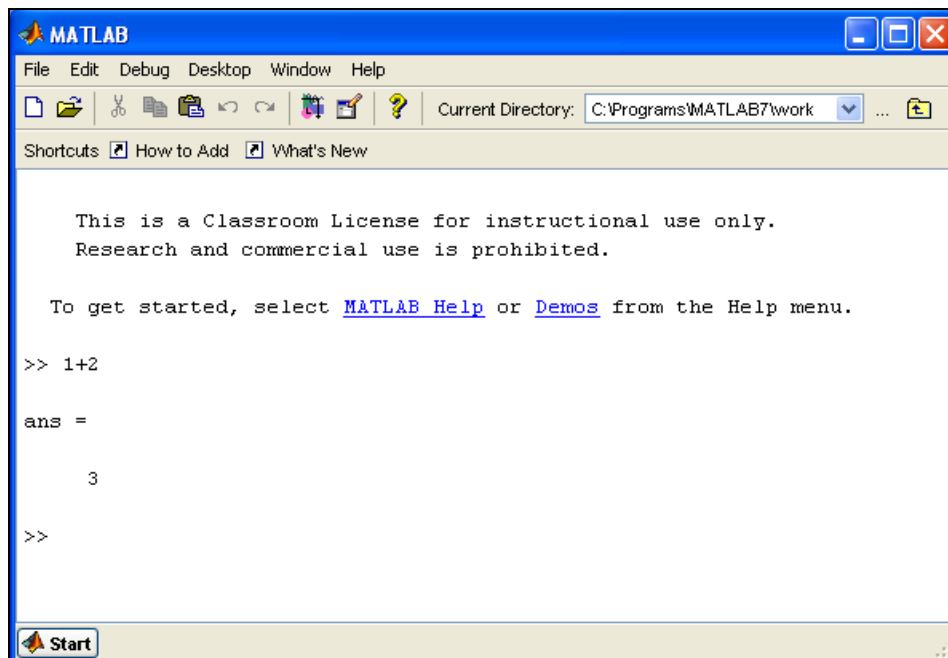 MATLAB
File Edit Debug Desktop Window Help
Current Directory: C:\Programs\MATLAB7\work ...
Shortcuts How to Add What's New
This is a Classroom License for instructional use only.
Research and commercial use is prohibited.
To get started, select MATLAB Help or Demos from the Help menu.
>> 1+2
ans =
3
>>
Start